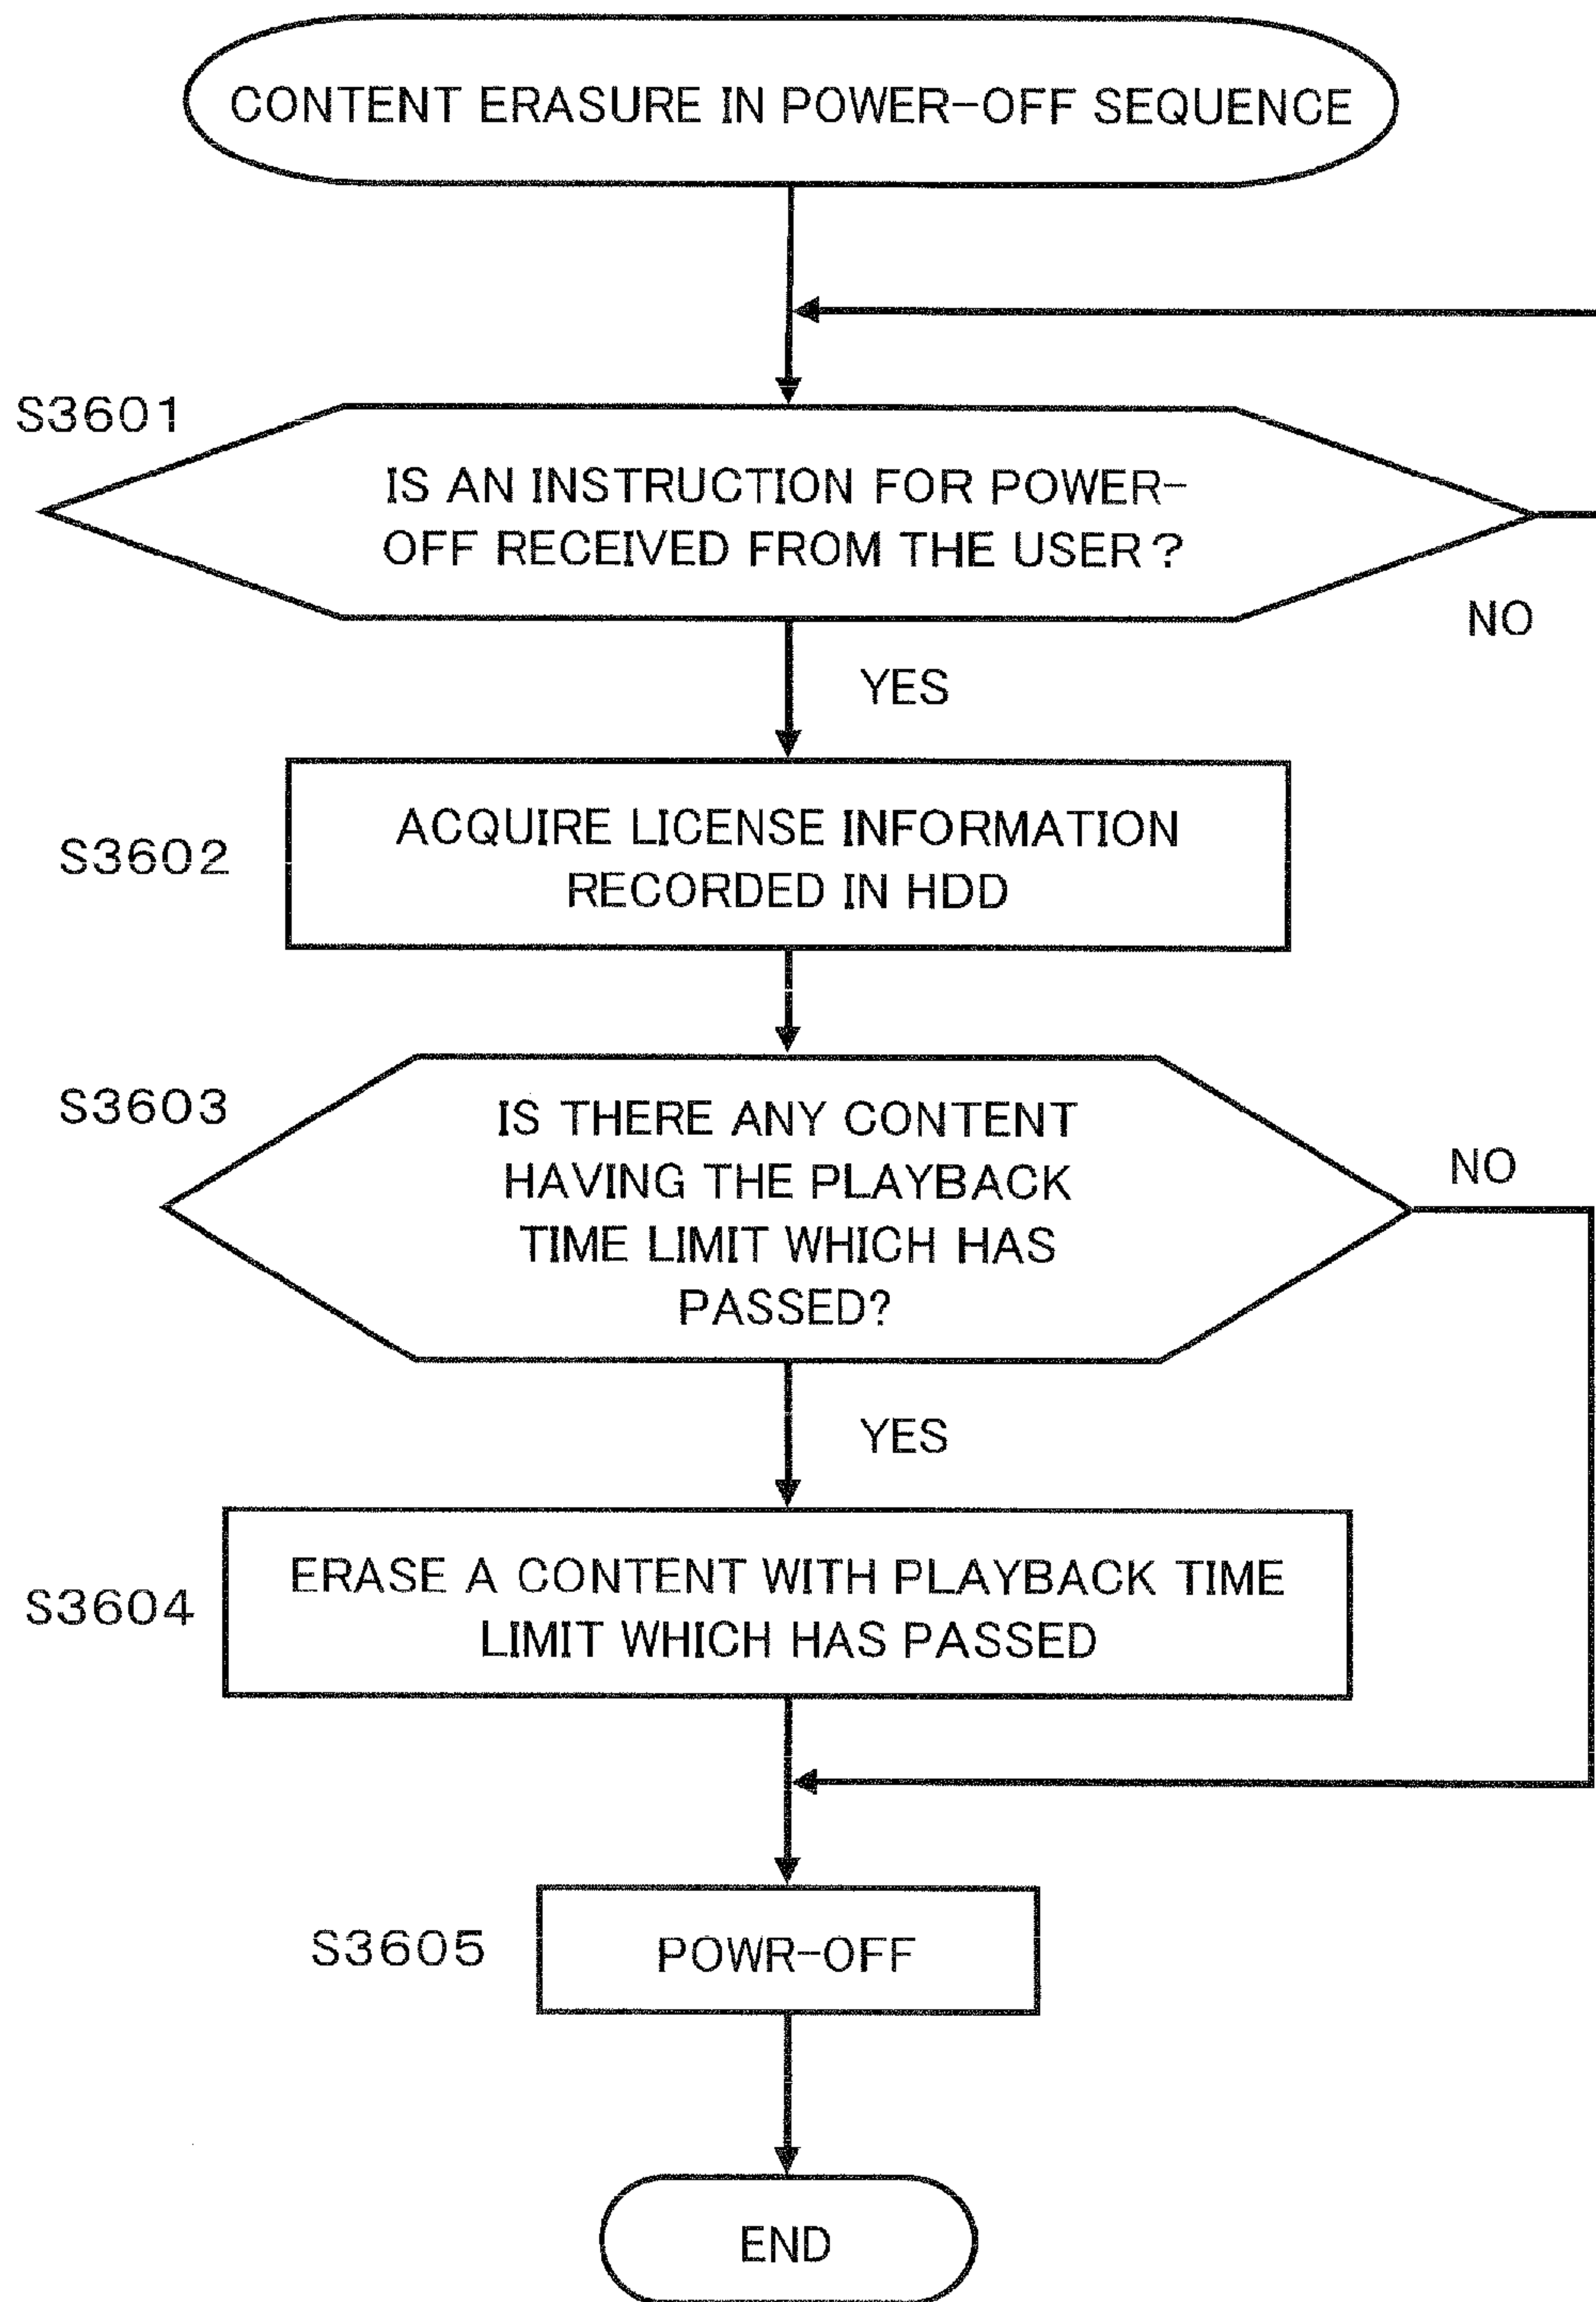 CONTENT ERASURE IN POWER-OFF SEQUENCE
S3601
IS AN INSTRUCTION FOR POWER-
OFF RECEIVED FROM THE USER?
NO
YES
S3602
ACQUIRE LICENSE INFORMATION
RECORDED IN HDD
S3603
IS THERE ANY CONTENT
HAVING THE PLAYBACK
TIME LIMIT WHICH HAS
PASSED?
NO
YES
S3604
ERASE A CONTENT WITH PLAYBACK TIME
LIMIT WHICH HAS PASSED
S3605
POWR-OFF
END